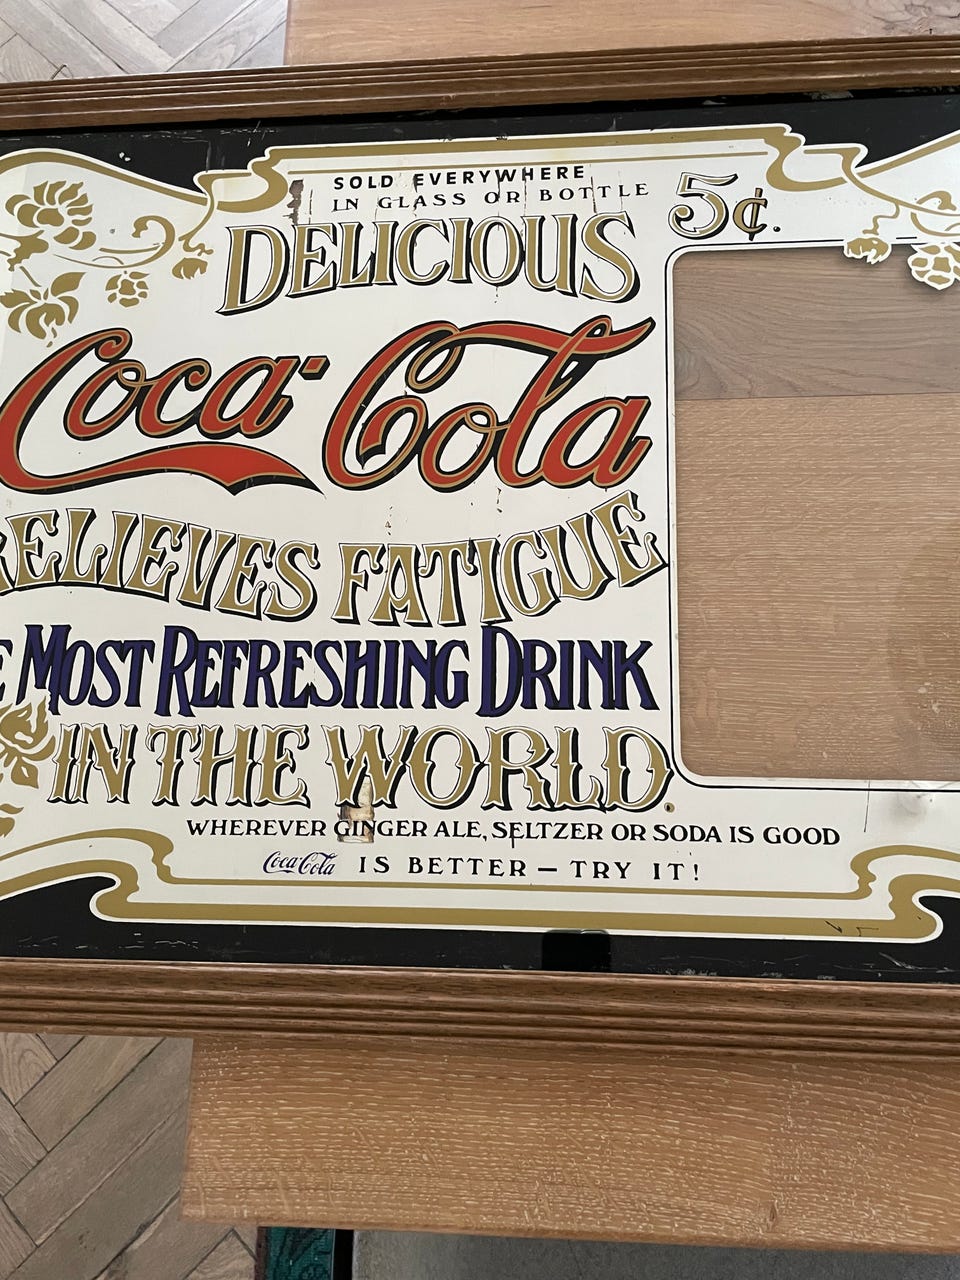 SOLD EVERYWHERE
IN GLASS OR BOTTLE
5¢.
DELICIOUS
Coca-Cola
RELIEVES FATIGUE
MOST REFRESHING DRINK
IN THE WORLD.
WHEREVER GINGER ALE, SELTZER OR SODA IS GOOD
Coca-Cola IS BETTER — TRY IT!